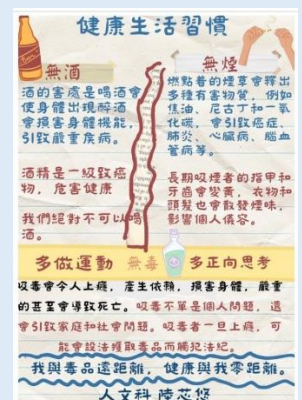 健康生活習慣
無酒
酒的害處是喝酒會
使身體出現醉酒
會損害身體機能，
引致嚴重疾病。
酒精是一級致癌
物，危害健康
我們絕對不可以喝
酒。
無煙
燃點着的煙草會釋出
多種有害物質，例如
焦油、尼古丁和一氧
化碳，會引致癌症、
肺炎、心臟病、腦血
管病等。
長期吸煙者的指甲和
牙齒會變黃，衣物和
頭髮也會散發煙味，
影響個人儀容。
多做運動 無毒 多正向思考
吸毒會令人上癮，產生依賴，損害身體，嚴重
的甚至會導致死亡。吸毒不單是個人問題，還
會引致家庭和社會問題。吸毒者一旦上癮，可
能會設法獲取毒品而觸犯法紀。
我與毒品遠距離，健康與我零距離。
人文科 陸芯悠